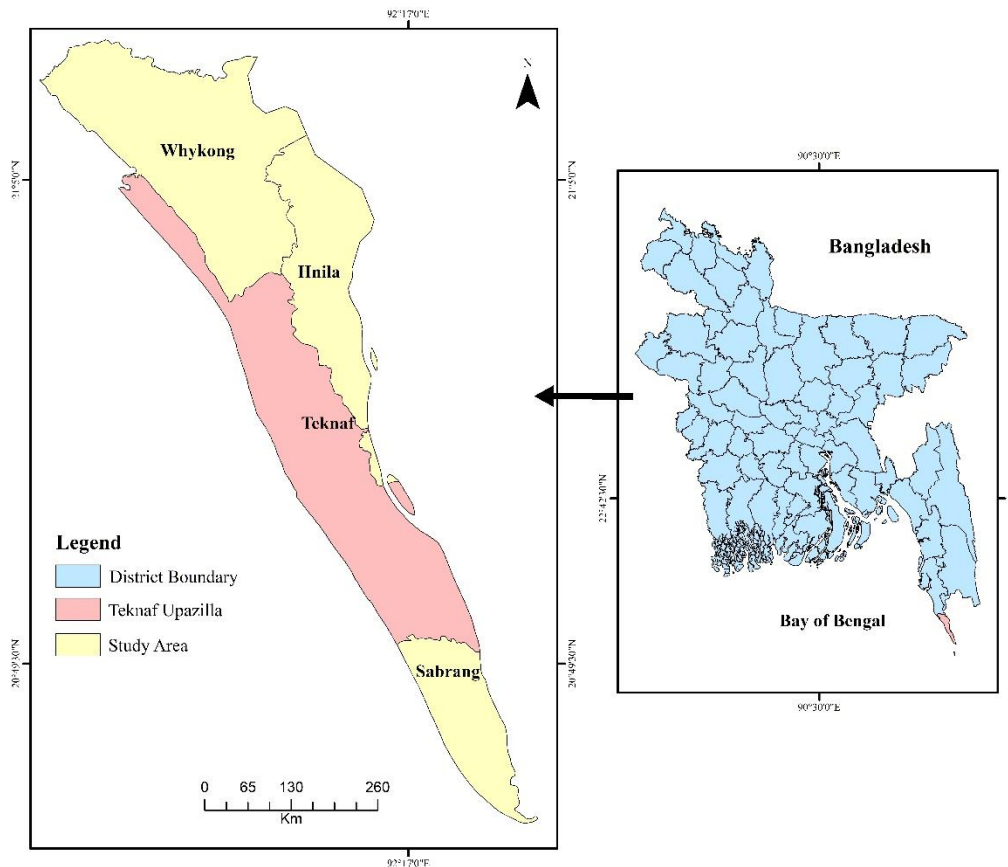 92°17'0"E
N
Whykong
21°5'0"N
21°5'0"N
Hnila
Teknaf
Legend
District Boundary
Teknaf Upazilla
Study Area
20°49'30"N
20°49'30"N
Sabrang
0 65 130 260
Km
92°17'0"E
90°30'0"E
Bangladesh
22°42'30"N
Bay of Bengal
90°30'0"E